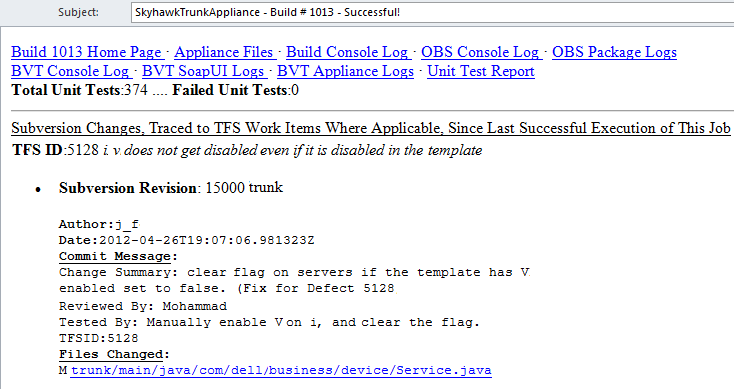 Subject: SkyhawkTrunkAppliance - Build # 1013 - Successful!
Build 1013 Home Page · Appliance Files · Build Console Log · OBS Console Log · OBS Package Logs
BVT Console Log · BVT SoapUI Logs · BVT Appliance Logs · Unit Test Report
Total Unit Tests:374 .... Failed Unit Tests:0
Subversion Changes, Traced to TFS Work Items Where Applicable, Since Last Successful Execution of This Job
TFS ID:5128 i. v. does not get disabled even if it is disabled in the template
• Subversion Revision: 15000 trunk
Author:j_f
Date:2012-04-26T19:07:06.981323Z
Commit Message:
Change Summary: clear flag on servers if the template has V
enabled set to false. (Fix for Defect 5128
Reviewed By: Mohammad
Tested By: Manually enable V on i, and clear the flag.
TFSID:5128
Files Changed:
M trunk/main/java/com/dell/business/device/Service.java